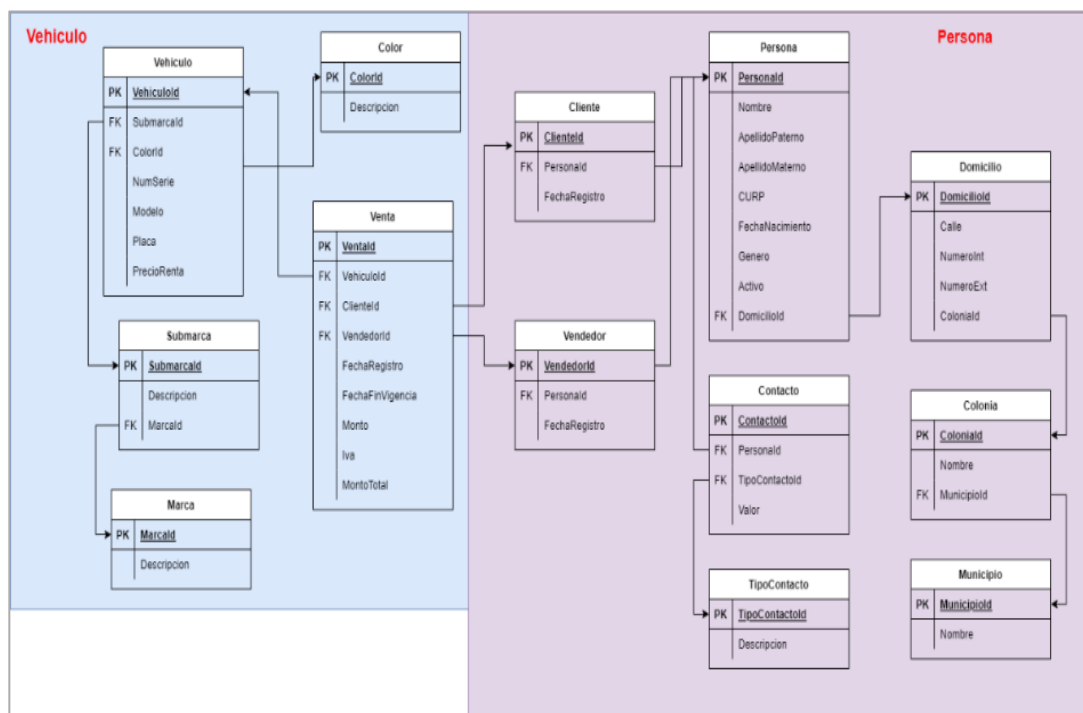 Vehiculo
Vehiculo
PK VehiculoId
FK SubmarcaId
FK ColorId
NumSerie
Modelo
Placa
PrecioRenta
Color
PK ColorId
Descripcion
Venta
PK VentaId
FK VehiculoId
FK ClienteId
FK VendedorId
FechaRegistro
FechaFinVigencia
Monto
Iva
MontoTotal
Submarca
PK SubmarcaId
Descripcion
FK MarcaId
Marca
PK MarcaId
Descripcion
Persona
Cliente
PK ClienteId
FK PersonaId
FechaRegistro
Vendedor
PK VendedorId
FK PersonaId
FechaRegistro
Persona
PK PersonaId
Nombre
ApellidoPaterno
ApellidoMaterno
CURP
FechaNacimiento
Genero
Activo
FK DomicilioId
Contacto
PK ContactoId
FK PersonaId
FK TipoContactoId
Valor
TipoContacto
PK TipoContactoId
Descripcion
Domicilio
PK DomicilioId
Calle
NumeroInt
NumeroExt
ColoniaId
Colonia
PK ColoniaId
Nombre
FK MunicipioId
Municipio
PK MunicipioId
Nombre